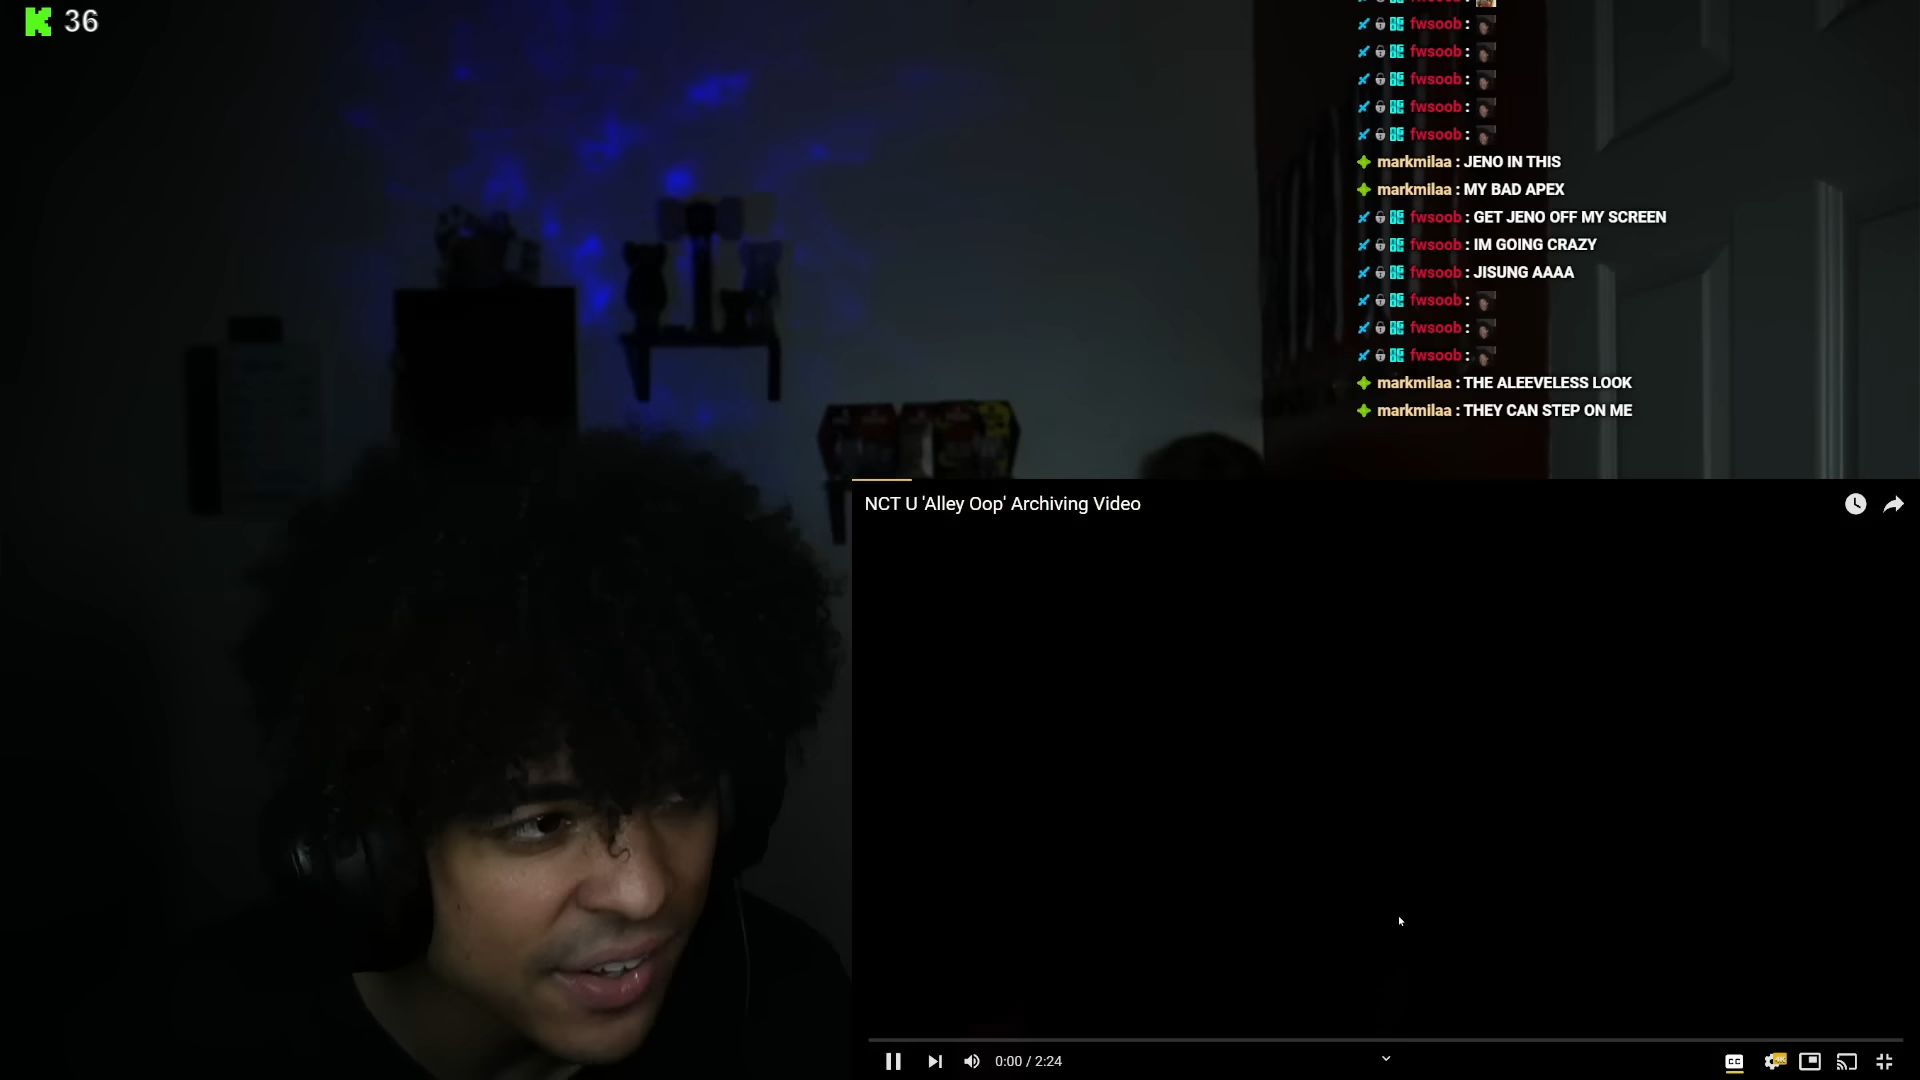 36
fwsoob :
fwsoob :
fwsoob :
fwsoob :
fwsoob :
markmilaa : JENO IN THIS
markmilaa : MY BAD APEX
fwsoob : GET JENO OFF MY SCREEN
fwsoob : IM GOING CRAZY
fwsoob : JISUNG AAAA
fwsoob :
fwsoob :
fwsoob :
markmilaa : THE ALEEVELESS LOOK
markmilaa : THEY CAN STEP ON ME
NCT U 'Alley Oop' Archiving Video
0:00 / 2:24
CC
4K